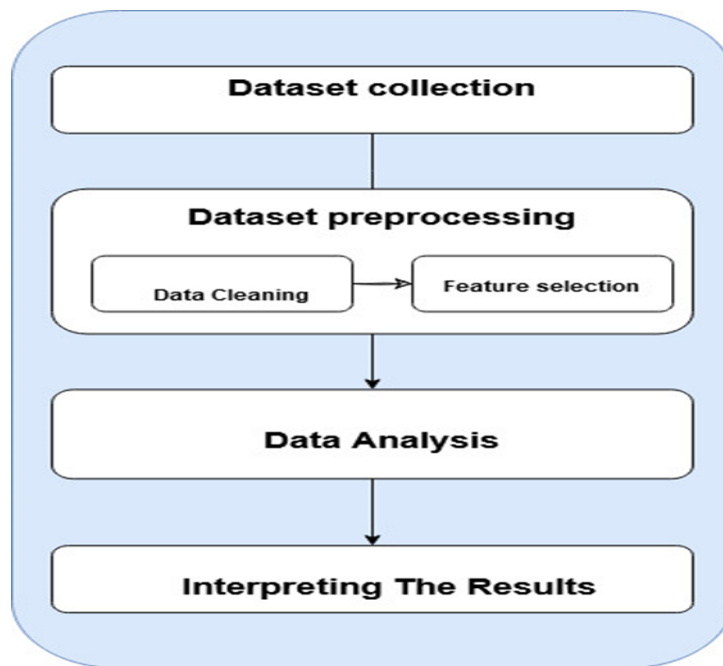 Dataset collection
Dataset preprocessing
Data Cleaning
Feature selection
Data Analysis
Interpreting The Results